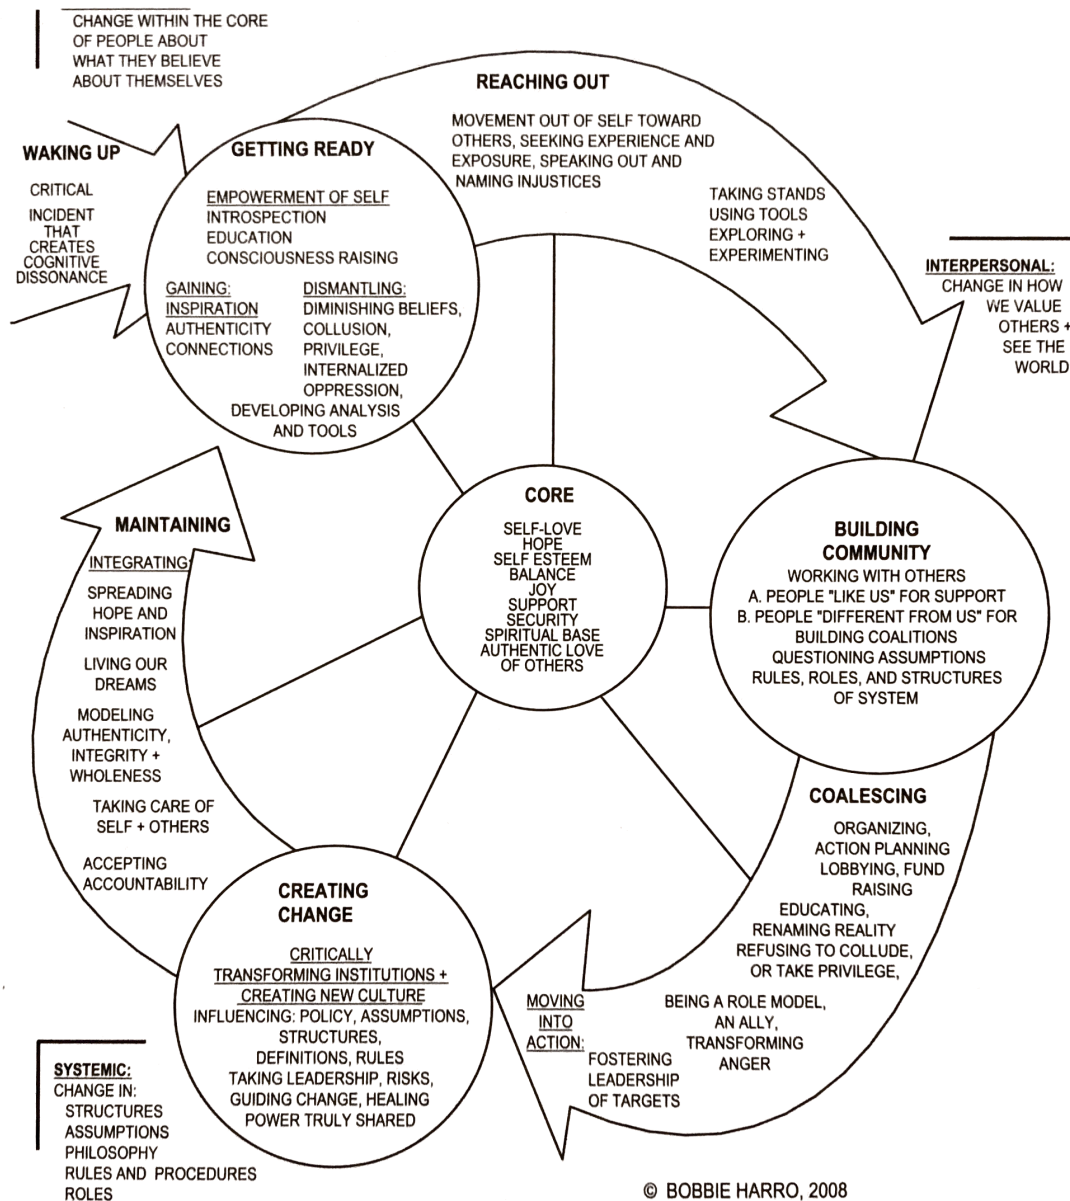 CHANGE WITHIN THE CORE
OF PEOPLE ABOUT
WHAT THEY BELIEVE
ABOUT THEMSELVES
WAKING UP
CRITICAL
INCIDENT
THAT
CREATES
COGNITIVE
DISSONANCE
GETTING READY
EMPOWERMENT OF SELF
INTROSPECTION
EDUCATION
CONSCIOUSNESS RAISING
GAINING:
INSPIRATION
AUTHENTICITY
CONNECTIONS
DISMANTLING:
DIMINISHING BELIEFS,
COLLUSION,
PRIVILEGE,
INTERNALIZED
OPPRESSION,
DEVELOPING ANALYSIS
AND TOOLS
REACHING OUT
MOVEMENT OUT OF SELF TOWARD
OTHERS, SEEKING EXPERIENCE AND
EXPOSURE, SPEAKING OUT AND
NAMING INJUSTICES
TAKING STANDS
USING TOOLS
EXPLORING +
EXPERIMENTING
INTERPERSONAL:
CHANGE IN HOW
WE VALUE
OTHERS +
SEE THE
WORLD
CORE
SELF-LOVE
HOPE
SELF ESTEEM
BALANCE
JOY
SUPPORT
SECURITY
SPIRITUAL BASE
AUTHENTIC LOVE
OF OTHERS
BUILDING
COMMUNITY
WORKING WITH OTHERS
A. PEOPLE "LIKE US" FOR SUPPORT
B. PEOPLE "DIFFERENT FROM US" FOR
BUILDING COALITIONS
QUESTIONING ASSUMPTIONS
RULES, ROLES, AND STRUCTURES
OF SYSTEM
COALESCING
ORGANIZING,
ACTION PLANNING
LOBBYING, FUND
RAISING
EDUCATING,
RENAMING REALITY
REFUSING TO COLLUDE,
OR TAKE PRIVILEGE,
BEING A ROLE MODEL,
AN ALLY,
TRANSFORMING
ANGER
MOVING
INTO
ACTION:
FOSTERING
LEADERSHIP
OF TARGETS
CREATING
CHANGE
CRITICALLY
TRANSFORMING INSTITUTIONS +
CREATING NEW CULTURE
INFLUENCING: POLICY, ASSUMPTIONS,
STRUCTURES,
DEFINITIONS, RULES
TAKING LEADERSHIP, RISKS,
GUIDING CHANGE, HEALING
POWER TRULY SHARED
MAINTAINING
INTEGRATING:
SPREADING
HOPE AND
INSPIRATION
LIVING OUR
DREAMS
MODELING
AUTHENTICITY,
INTEGRITY +
WHOLENESS
TAKING CARE OF
SELF + OTHERS
ACCEPTING
ACCOUNTABILITY
SYSTEMIC:
CHANGE IN:
STRUCTURES
ASSUMPTIONS
PHILOSOPHY
RULES AND PROCEDURES
ROLES
© BOBBIE HARRO, 2008